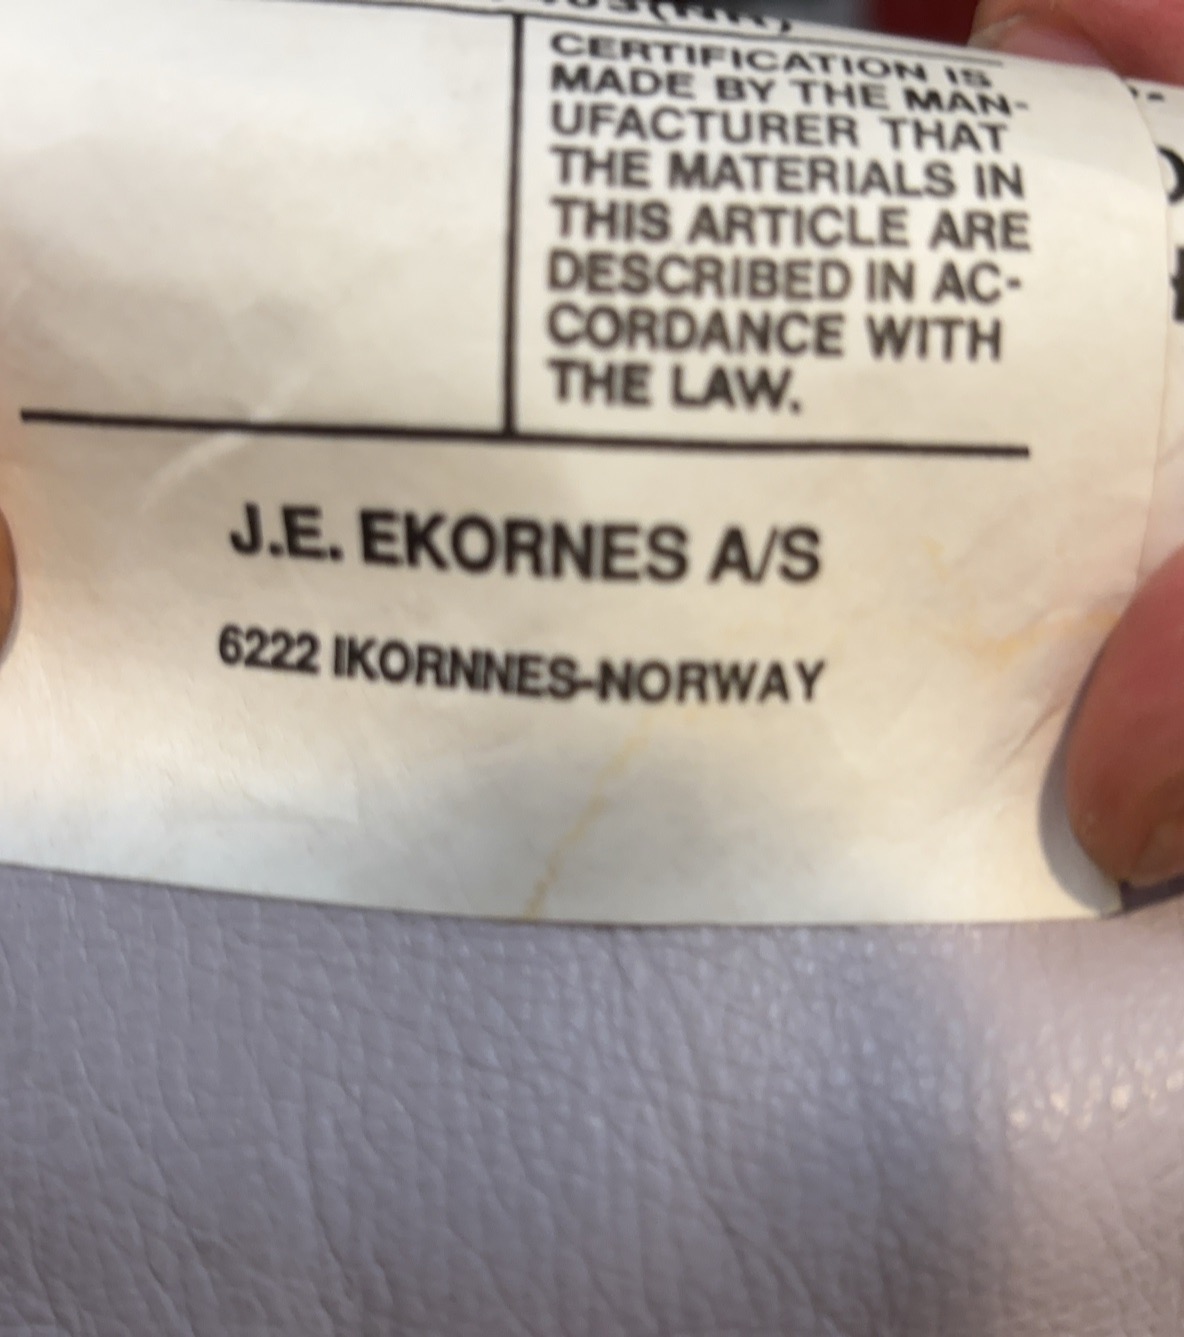 CERTIFICATION IS
MADE BY THE MAN-
UFACTURER THAT
THE MATERIALS IN
THIS ARTICLE ARE
DESCRIBED IN AC-
CORDANCE WITH
THE LAW.
J.E. EKORNES A/S
6222 IKORNNES-NORWAY